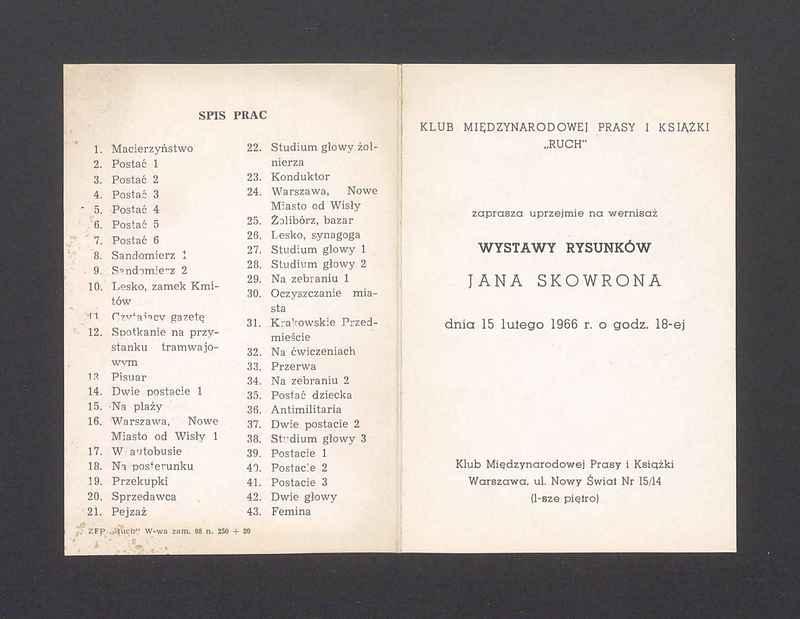 SPIS PRAC
1. Macierzyństwo
2. Postać 1
3. Postać 2
4. Postać 3
5. Postać 4
6. Postać 5
7. Postać 6
8. Sandomierz 1
9. Sandomierz 2
10. Lesko, zamek Kmi-
tów
11. Czytający gazetę
12. Spotkanie na przy-
stanku tramwajo-
wym
13. Pisuar
14. Dwie postacie 1
15. Na plaży
16. Warszawa, Nowe
Miasto od Wisły 1
17. W autobusie
18. Na posterunku
19. Przekupki
20. Sprzedawca
21. Pejzaż
22. Studium głowy żoł-
nierza
23. Konduktor
24. Warszawa, Nowe
Miasto od Wisły
25. Żolibórz, bazar
26. Lesko, synagoga
27. Studium głowy 1
28. Studium głowy 2
29. Na zebraniu 1
30. Oczyszczanie mia-
sta
31. Krakowskie Przed-
mieście
32. Na ćwiczeniach
33. Przerwa
34. Na zebraniu 2
35. Postać dziecka
36. Antimilitaria
37. Dwie postacie 2
38. Studium głowy 3
39. Postacie 1
40. Postacie 2
41. Postacie 3
42. Dwie głowy
43. Femina
ZFP „Ruch" W-wa zam. 88 n. 250 + 20
KLUB MIĘDZYNARODOWEJ PRASY I KSIĄŻKI
„RUCH"
zaprasza uprzejmie na wernisaż
WYSTAWY RYSUNKÓW
JANA SKOWRONA
dnia 15 lutego 1966 r. o godz. 18-ej
Klub Międzynarodowej Prasy i Książki
Warszawa, ul. Nowy Świat Nr 15/14
(1-sze piętro)